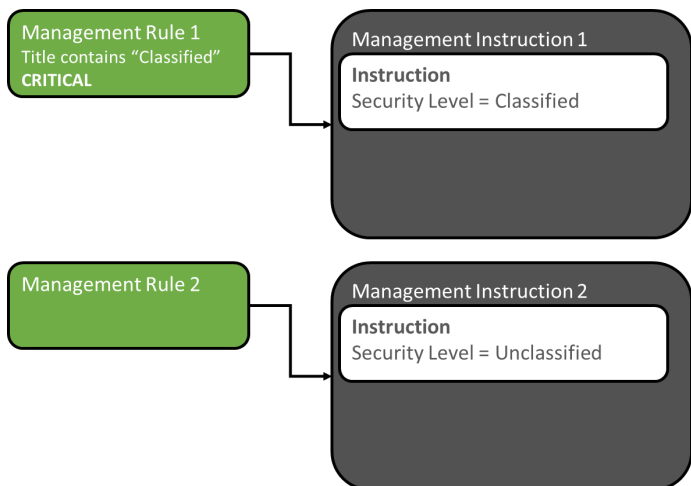 Management Rule 1
Title contains “Classified”
CRITICAL
Management Instruction 1
Instruction
Security Level = Classified
Management Rule 2
Management Instruction 2
Instruction
Security Level = Unclassified